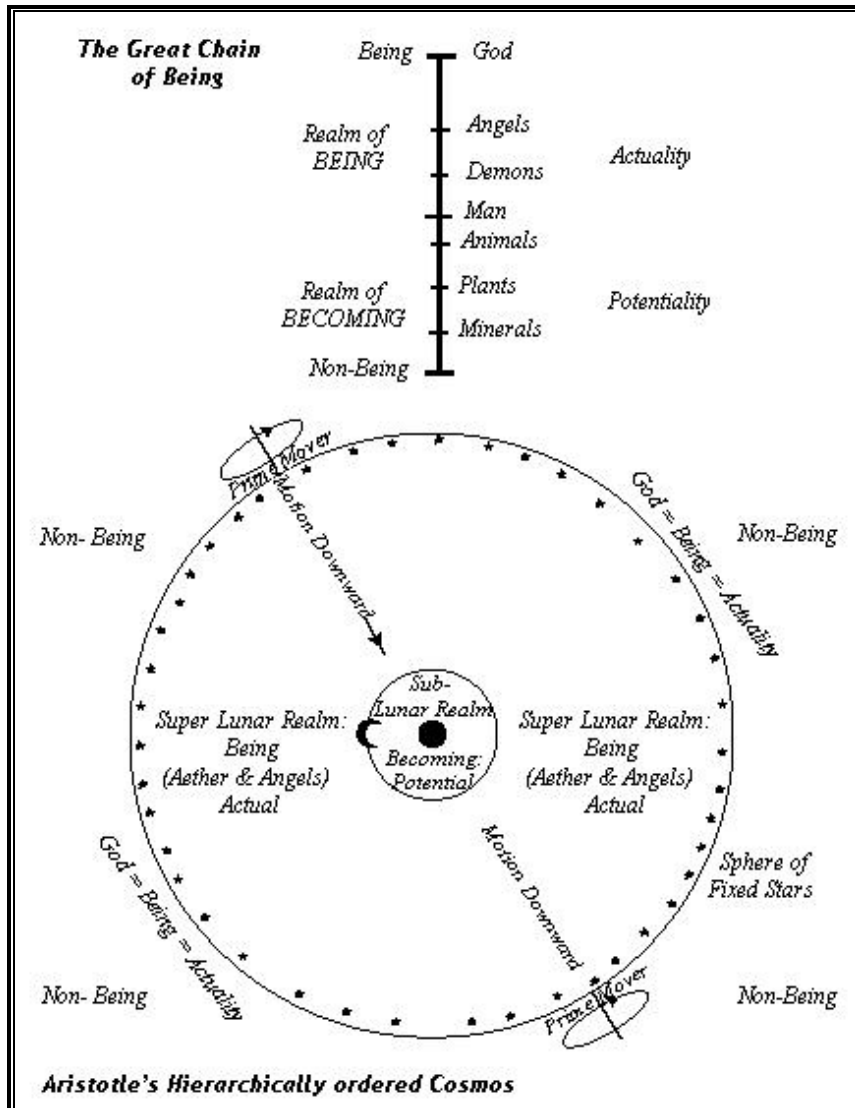 The Great Chain
of Being
Being
God
Realm of
BEING
Angels
Actuality
Demons
Man
Animals
Realm of
BECOMING
Plants
Potentiality
Minerals
Non-Being
Prime Mover
Motion Downward
God = Being = Actuality
Non- Being
Non-Being
Sub-
Lunar Realm
Becoming:
Potential
Super Lunar Realm:
Being
(Aether & Angels)
Actual
Super Lunar Realm:
Being
(Aether & Angels)
Actual
Motion Downward
Sphere of
Fixed Stars
God = Being = Actuality
Non- Being
Prime Mover
Non-Being
Aristotle's Hierarchically ordered Cosmos